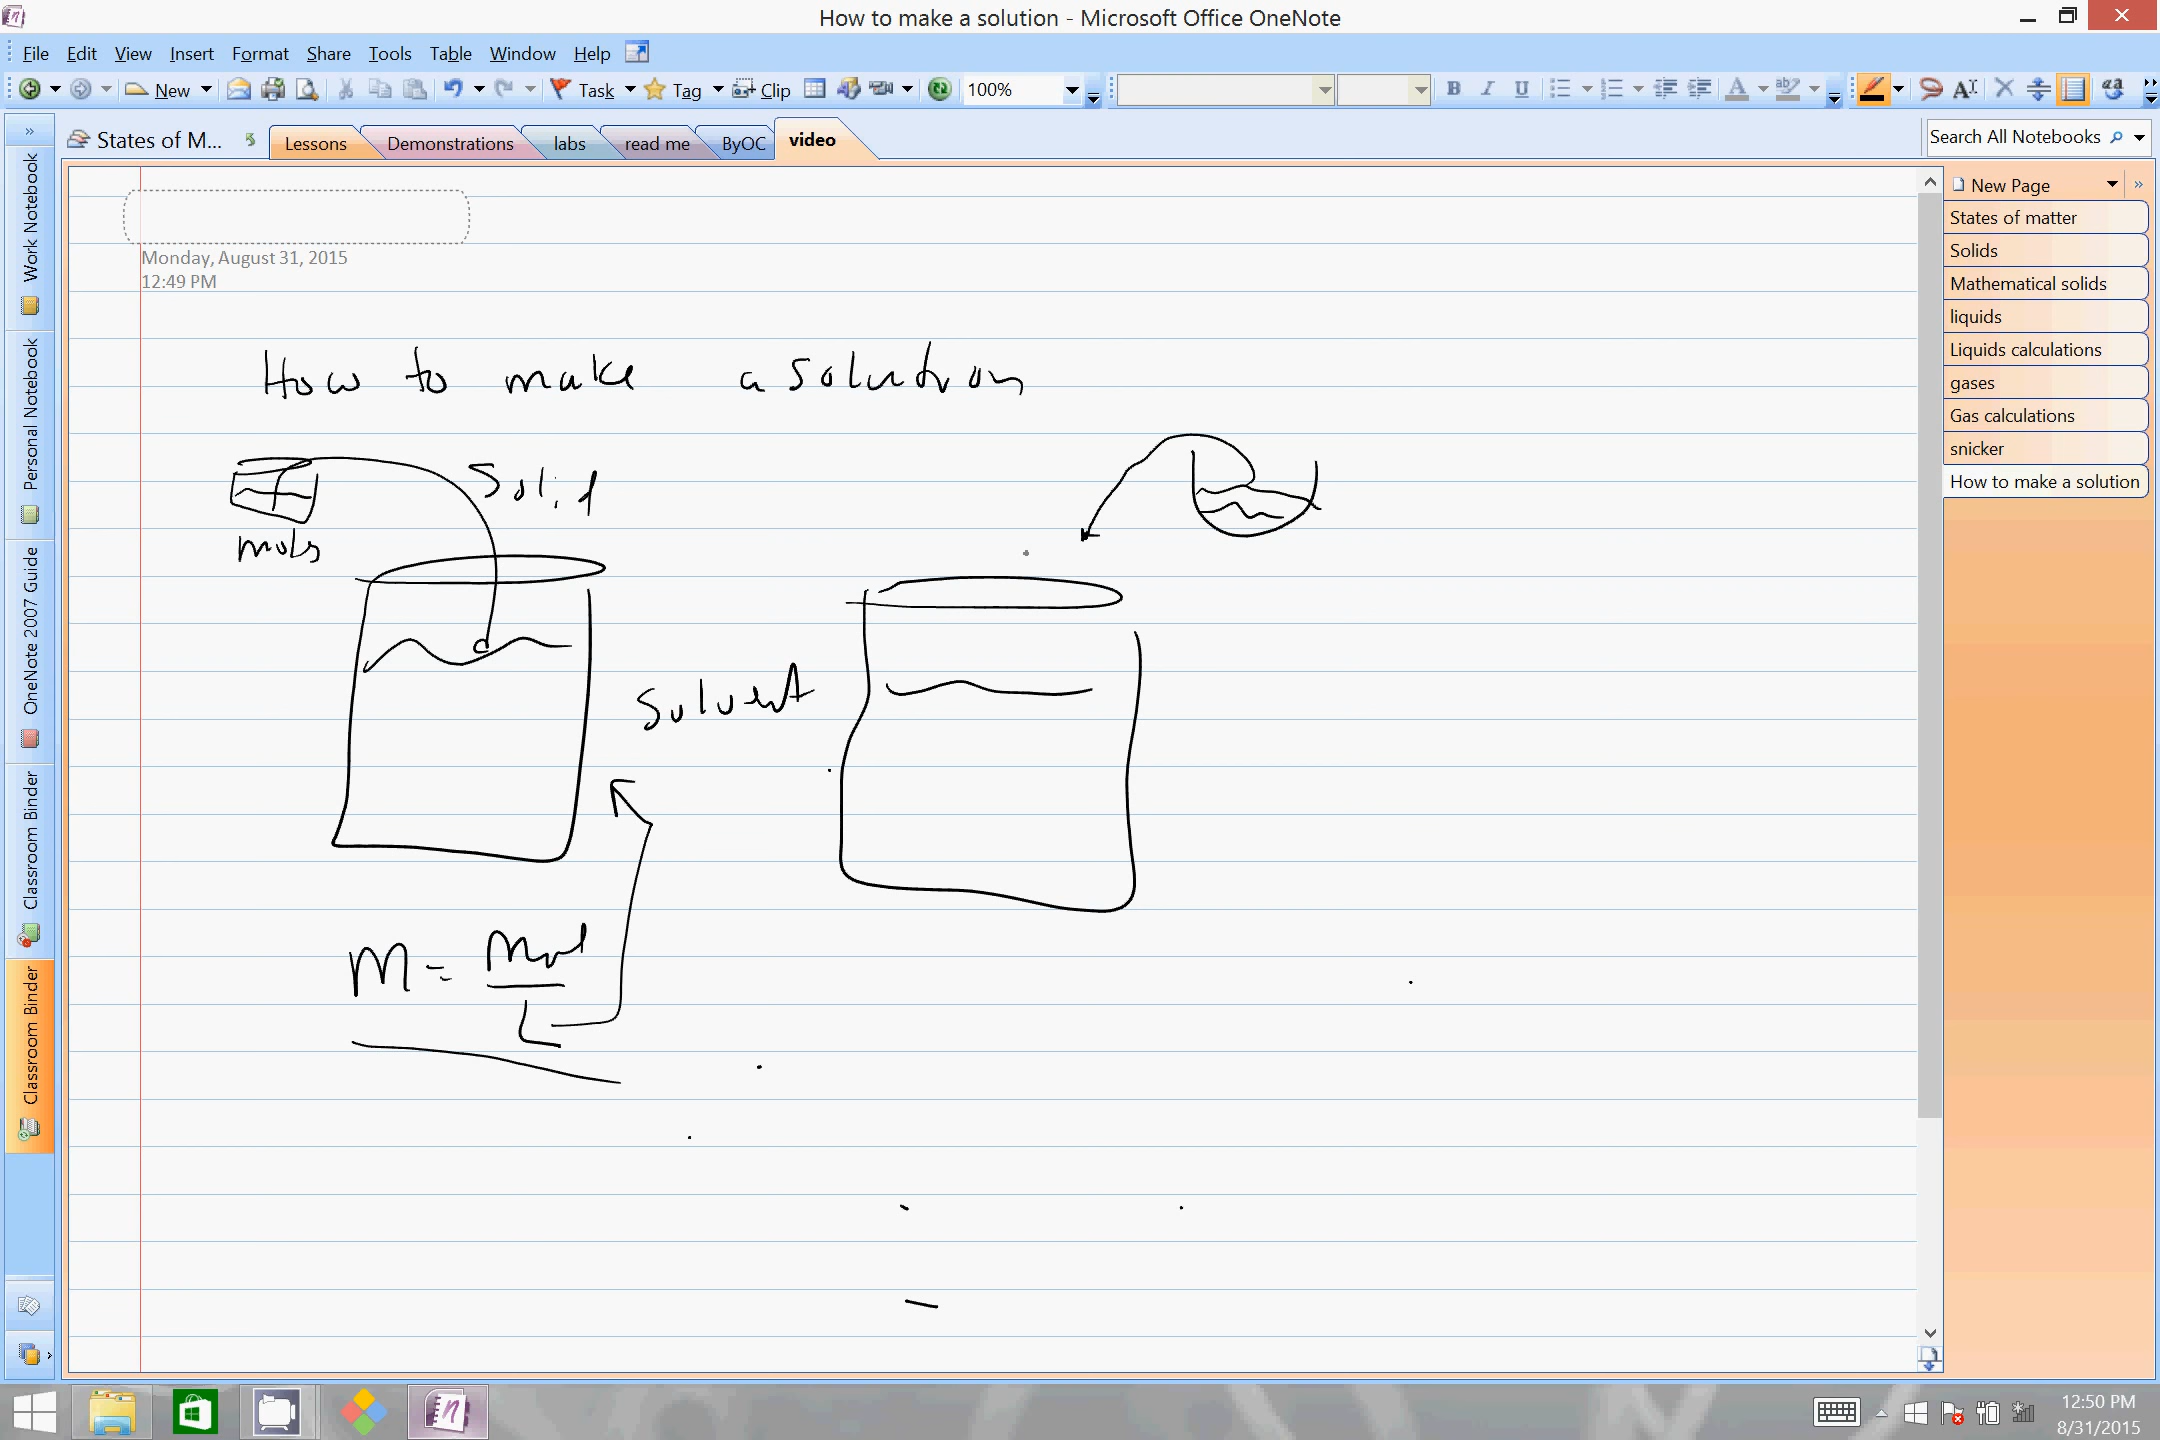 How to make a solution - Microsoft Office OneNote
File Edit View Insert Format Share Tools Table Window Help
New Task Tag Clip 100% B I U
States of M... Lessons Demonstrations labs read me ByOC video Search All Notebooks
New Page
States of matter
Solids
Mathematical solids
liquids
Liquids calculations
gases
Gas calculations
snicker
How to make a solution
Work Notebook
Personal Notebook
OneNote 2007 Guide
Classroom Binder
Classroom Binder
Monday, August 31, 2015
12:49 PM
How to make a solution
Solid
mols
Solvent
M = mol
L
12:50 PM
8/31/2015